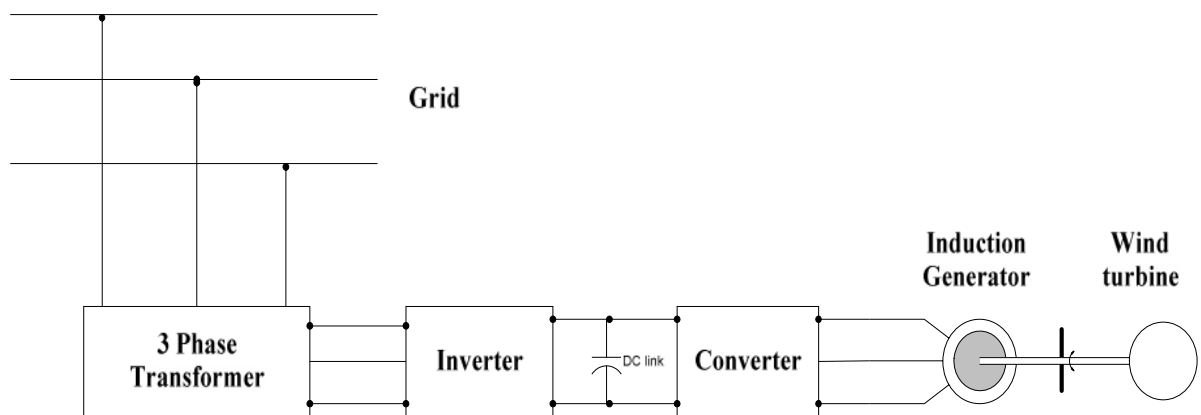 Grid
Induction
Generator
Wind
turbine
3 Phase
Transformer
Inverter
DC link
Converter